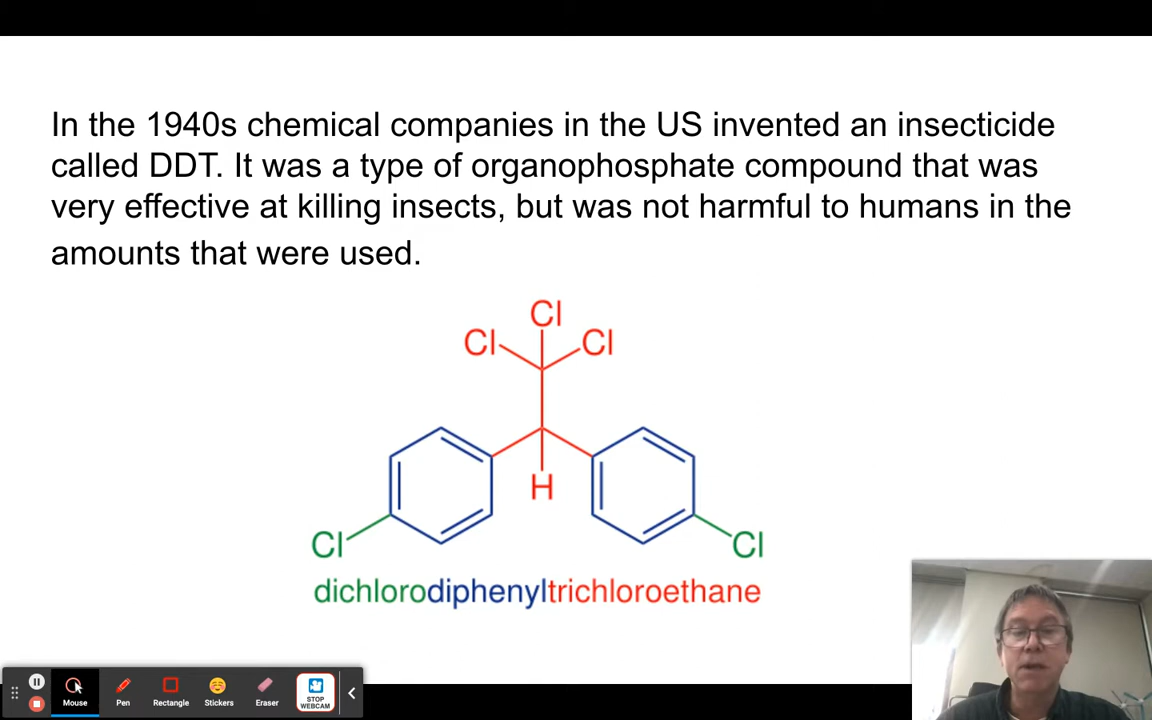 In the 1940s chemical companies in the US invented an insecticide
called DDT. It was a type of organophosphate compound that was
very effective at killing insects, but was not harmful to humans in the
amounts that were used.
Cl
Cl Cl
H
Cl Cl
dichlorodiphenyltrichloroethane
Mouse Pen Rectangle Stickers Eraser STOP
WEBCAM